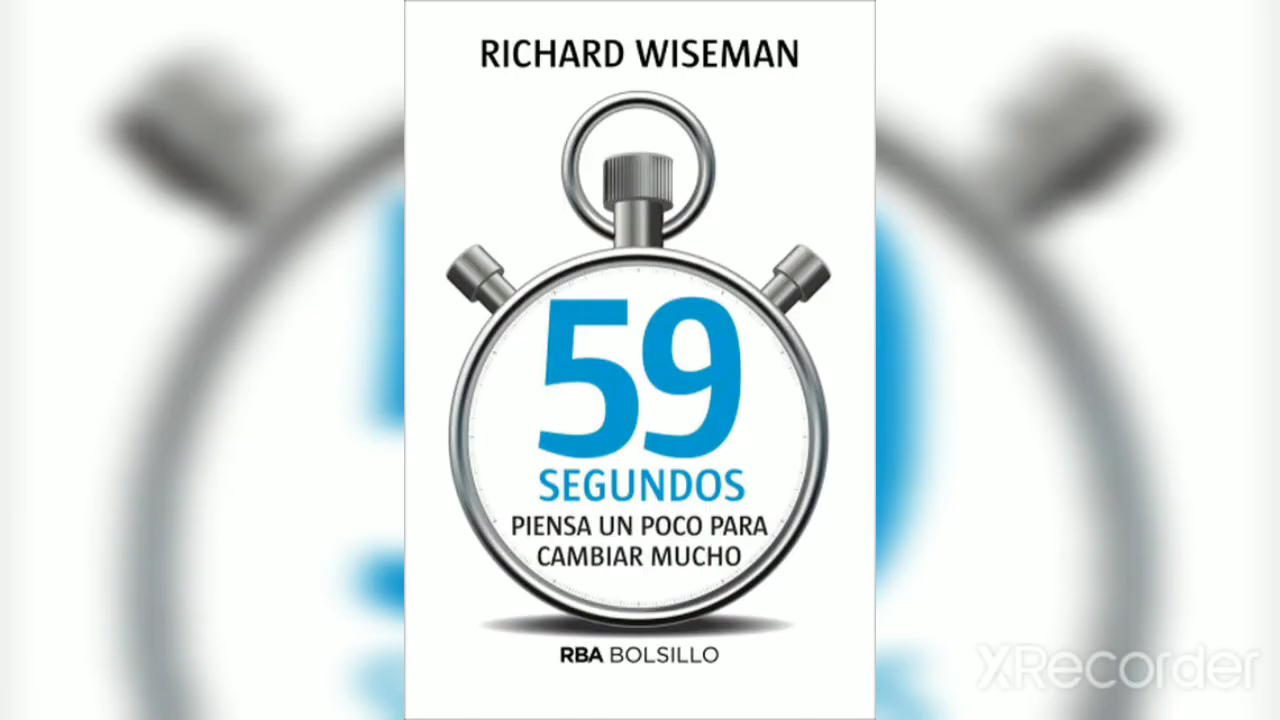 RICHARD WISEMAN
59
SEGUNDOS
PIENSA UN POCO PARA
CAMBIAR MUCHO
RBA BOLSILLO
XRecorder